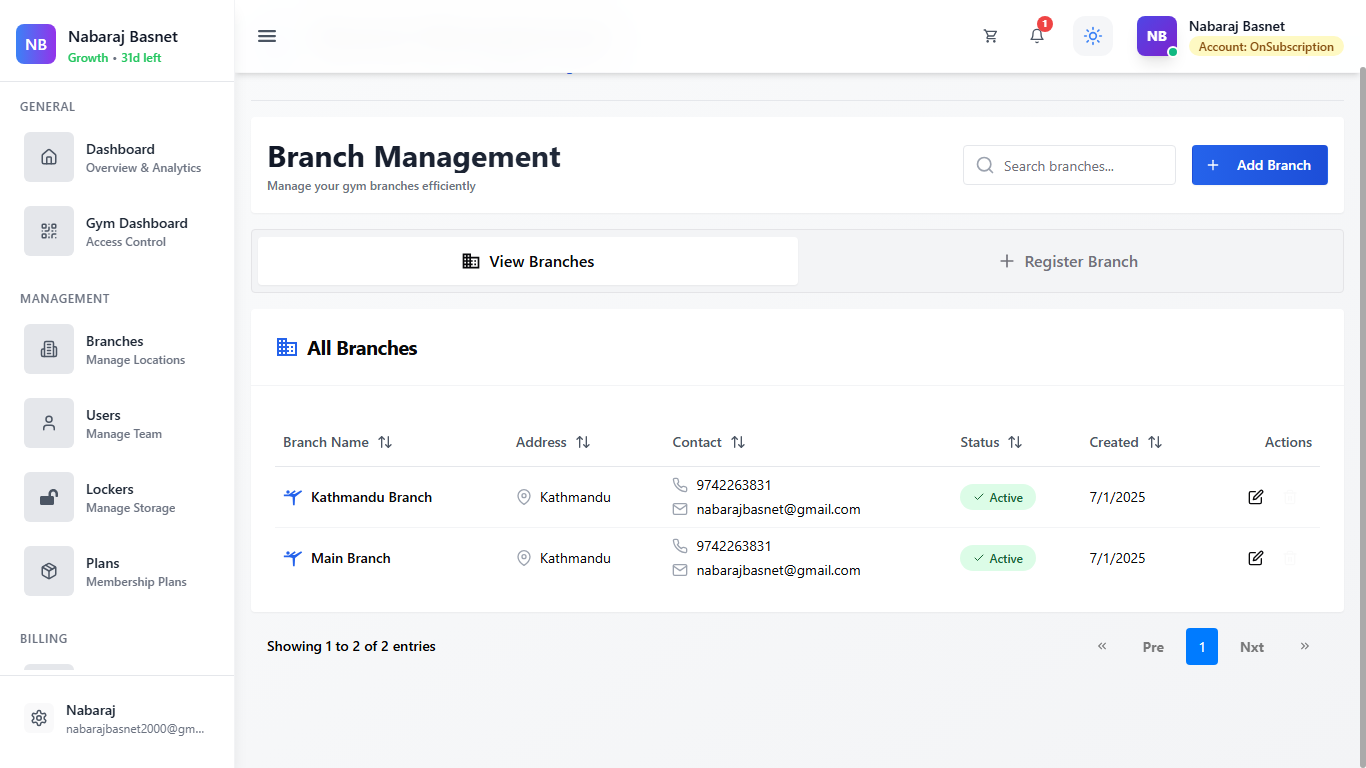 NB
Nabaraj Basnet
Growth • 31d left
GENERAL
Dashboard
Overview & Analytics
Gym Dashboard
Access Control
MANAGEMENT
Branches
Manage Locations
Users
Manage Team
Lockers
Manage Storage
Plans
Membership Plans
BILLING
Nabaraj
nabarajbasnet2000@gm...
1
NB
Nabaraj Basnet
Account: OnSubscription
Branch Management
Manage your gym branches efficiently
Search branches...
+ Add Branch
View Branches
+ Register Branch
All Branches
Branch Name Address Contact Status Created Actions
Kathmandu Branch Kathmandu 9742263831 Active 7/1/2025
nabarajbasnet@gmail.com
Main Branch Kathmandu 9742263831 Active 7/1/2025
nabarajbasnet@gmail.com
Showing 1 to 2 of 2 entries
« Pre 1 Nxt »